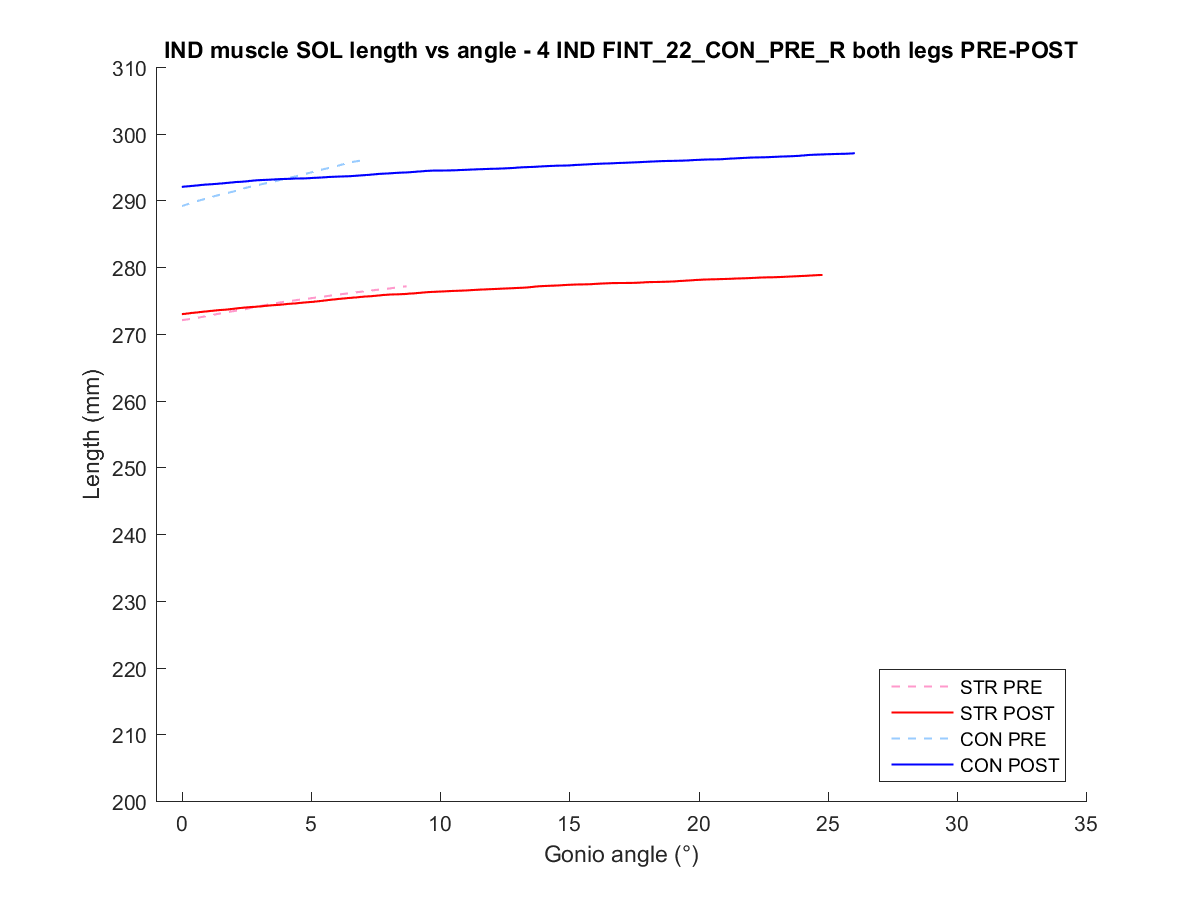 IND muscle SOL length vs angle - 4 IND FINT_22_CON_PRE_R both legs PRE-POST
310
300
290
280
270
260
250
240
230
220
210
200
Length (mm)
0 5 10 15 20 25 30 35
Gonio angle (°)
STR PRE
STR POST
CON PRE
CON POST